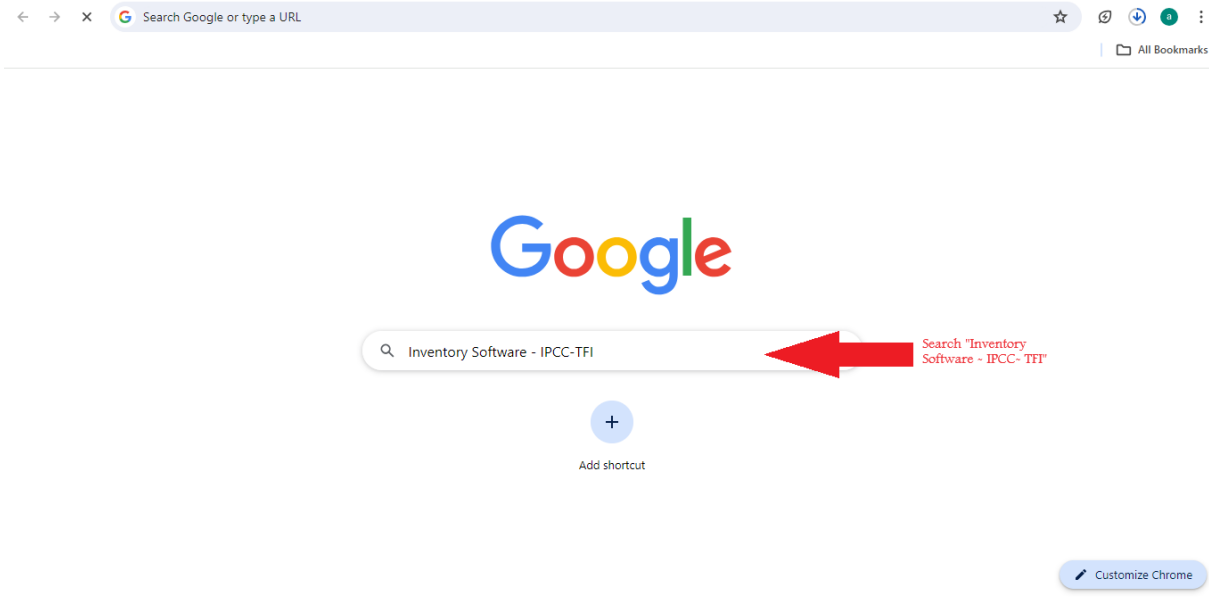 Search Google or type a URL
a
All Bookmarks
Google
Inventory Software - IPCC-TFI
Search "Inventory
Software - IPCC- TFI"
Add shortcut
Customize Chrome